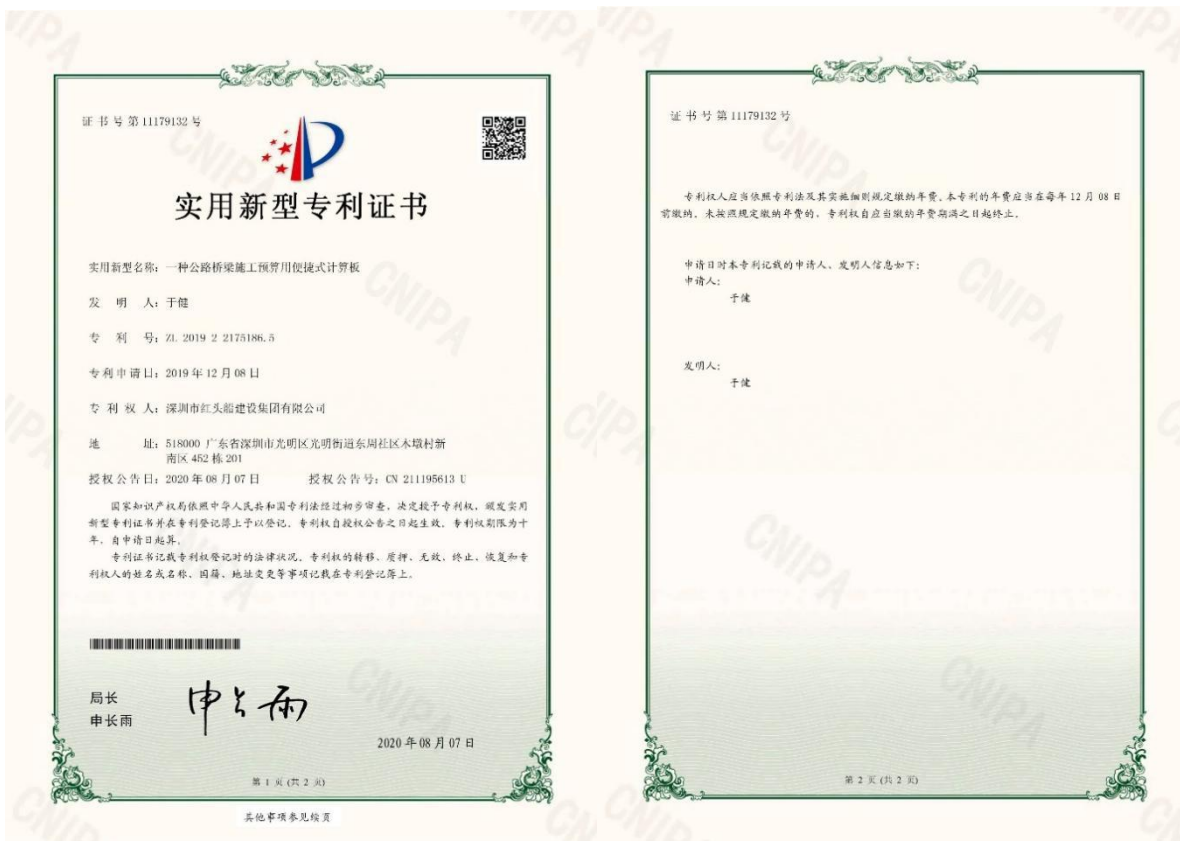 证书号第11179132号
实用新型专利证书
实用新型名称：一种公路桥梁施工预算用便捷式计算板
发 明 人：于健
专 利 号：ZL 2019 2 2175186.5
专利申请日：2019年12月08日
专 利 权 人：深圳市红头船建设集团有限公司
地 址：518000 广东省深圳市光明区光明街道东周社区木墩村新
南区452栋201
授权公告日：2020年08月07日 授权公告号：CN 211195613 U
国家知识产权局依照中华人民共和国专利法经过初步审查，决定授予专利权，颁发实用
新型专利证书并在专利登记簿上予以登记。专利权自授权公告之日起生效。专利权期限为十
年，自申请日起算。
专利证书记载专利权登记时的法律状况。专利权的转移、质押、无效、终止、恢复和专
利权人的姓名或名称、国籍、地址变更等事项记载在专利登记簿上。
局长
申长雨
申长雨
2020年08月07日
第 1 页 (共 2 页)
其他事项参见续页
证书号第11179132号
专利权人应当依照专利法及其实施细则规定缴纳年费。本专利的年费应当在每年12月08日
前缴纳。未按照规定缴纳年费的，专利权自应当缴纳年费期满之日起终止。
申请日时本专利记载的申请人、发明人信息如下：
申请人：
于健
发明人：
于健
第 2 页 (共 2 页)
CNIPA